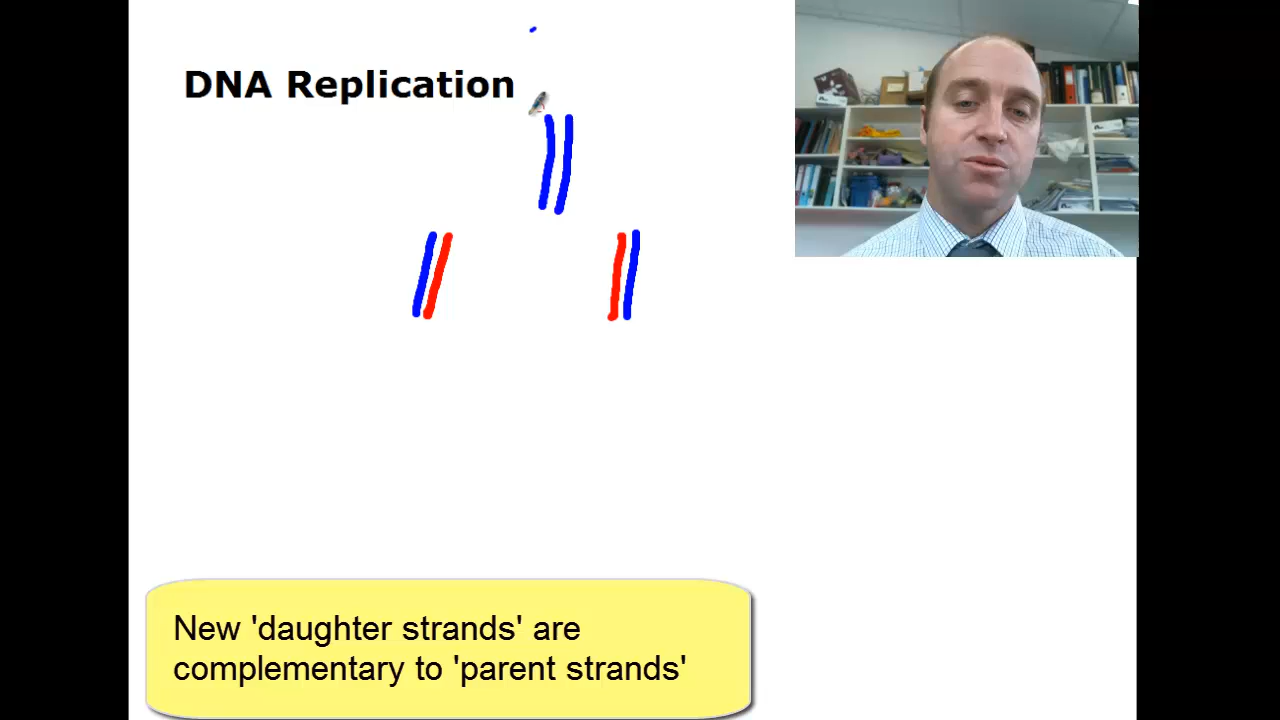 DNA Replication
New 'daughter strands' are
complementary to 'parent strands'